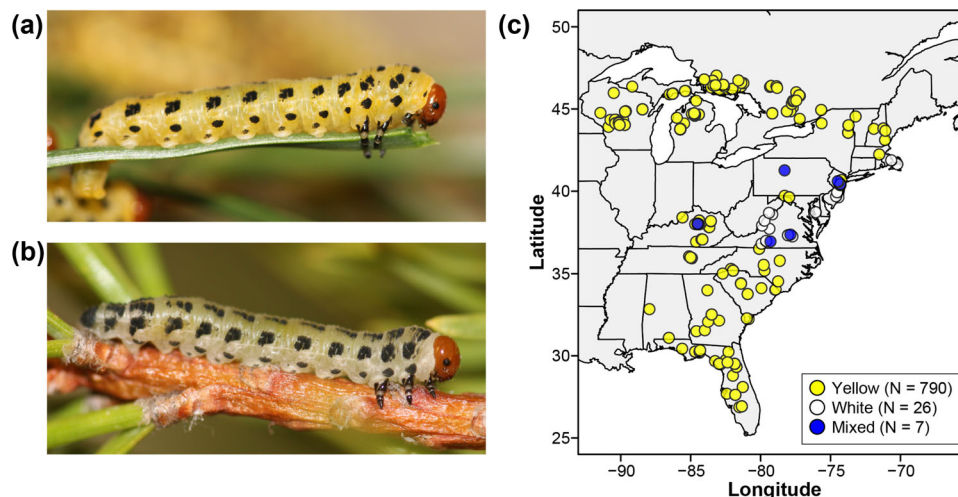 (a)
(b)
(c)
50
45
40
35
30
25
Latitude
−90
−85
−80
−75
−70
Longitude
Yellow (N = 790)
White (N = 26)
Mixed (N = 7)